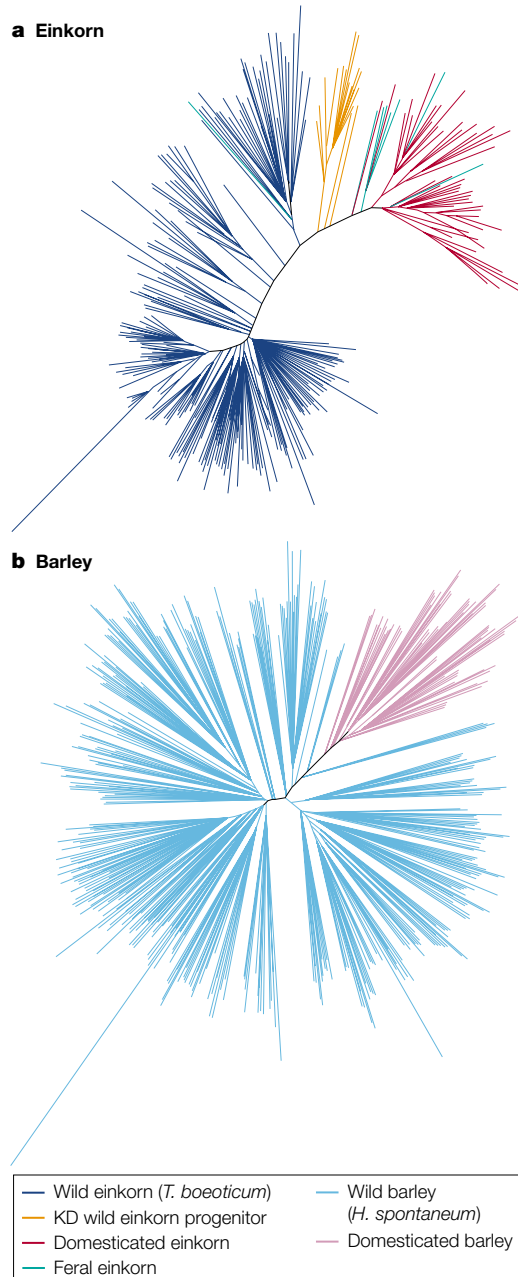 a Einkorn
b Barley
Wild einkorn (T. boeoticum)
KD wild einkorn progenitor
Domesticated einkorn
Feral einkorn
Wild barley
(H. spontaneum)
Domesticated barley